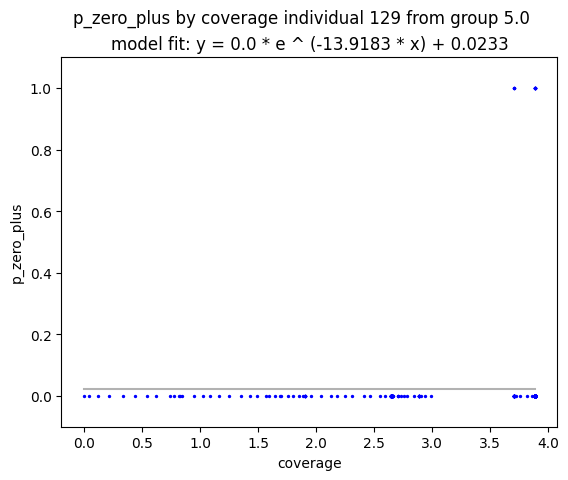 p_zero_plus by coverage individual 129 from group 5.0
model fit: y = 0.0 * e ^ (-13.9183 * x) + 0.0233
1.0
0.8
0.6
0.4
0.2
0.0
p_zero_plus
0.0 0.5 1.0 1.5 2.0 2.5 3.0 3.5 4.0
coverage